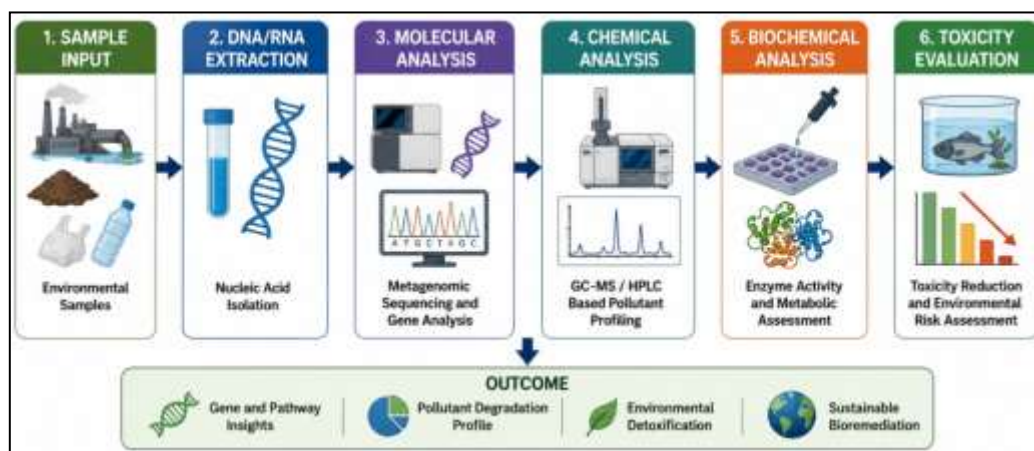 1. SAMPLE
INPUT
Environmental
Samples
2. DNA/RNA
EXTRACTION
Nucleic Acid
Isolation
3. MOLECULAR
ANALYSIS
Metagenomic
Sequencing and
Gene Analysis
4. CHEMICAL
ANALYSIS
GC-MS / HPLC
Based Pollutant
Profiling
5. BIOCHEMICAL
ANALYSIS
Enzyme Activity
and Metabolic
Assessment
6. TOXICITY
EVALUATION
Toxicity Reduction
and Environmental
Risk Assessment
OUTCOME
Gene and Pathway
Insights
Pollutant Degradation
Profile
Environmental
Detoxification
Sustainable
Bioremediation